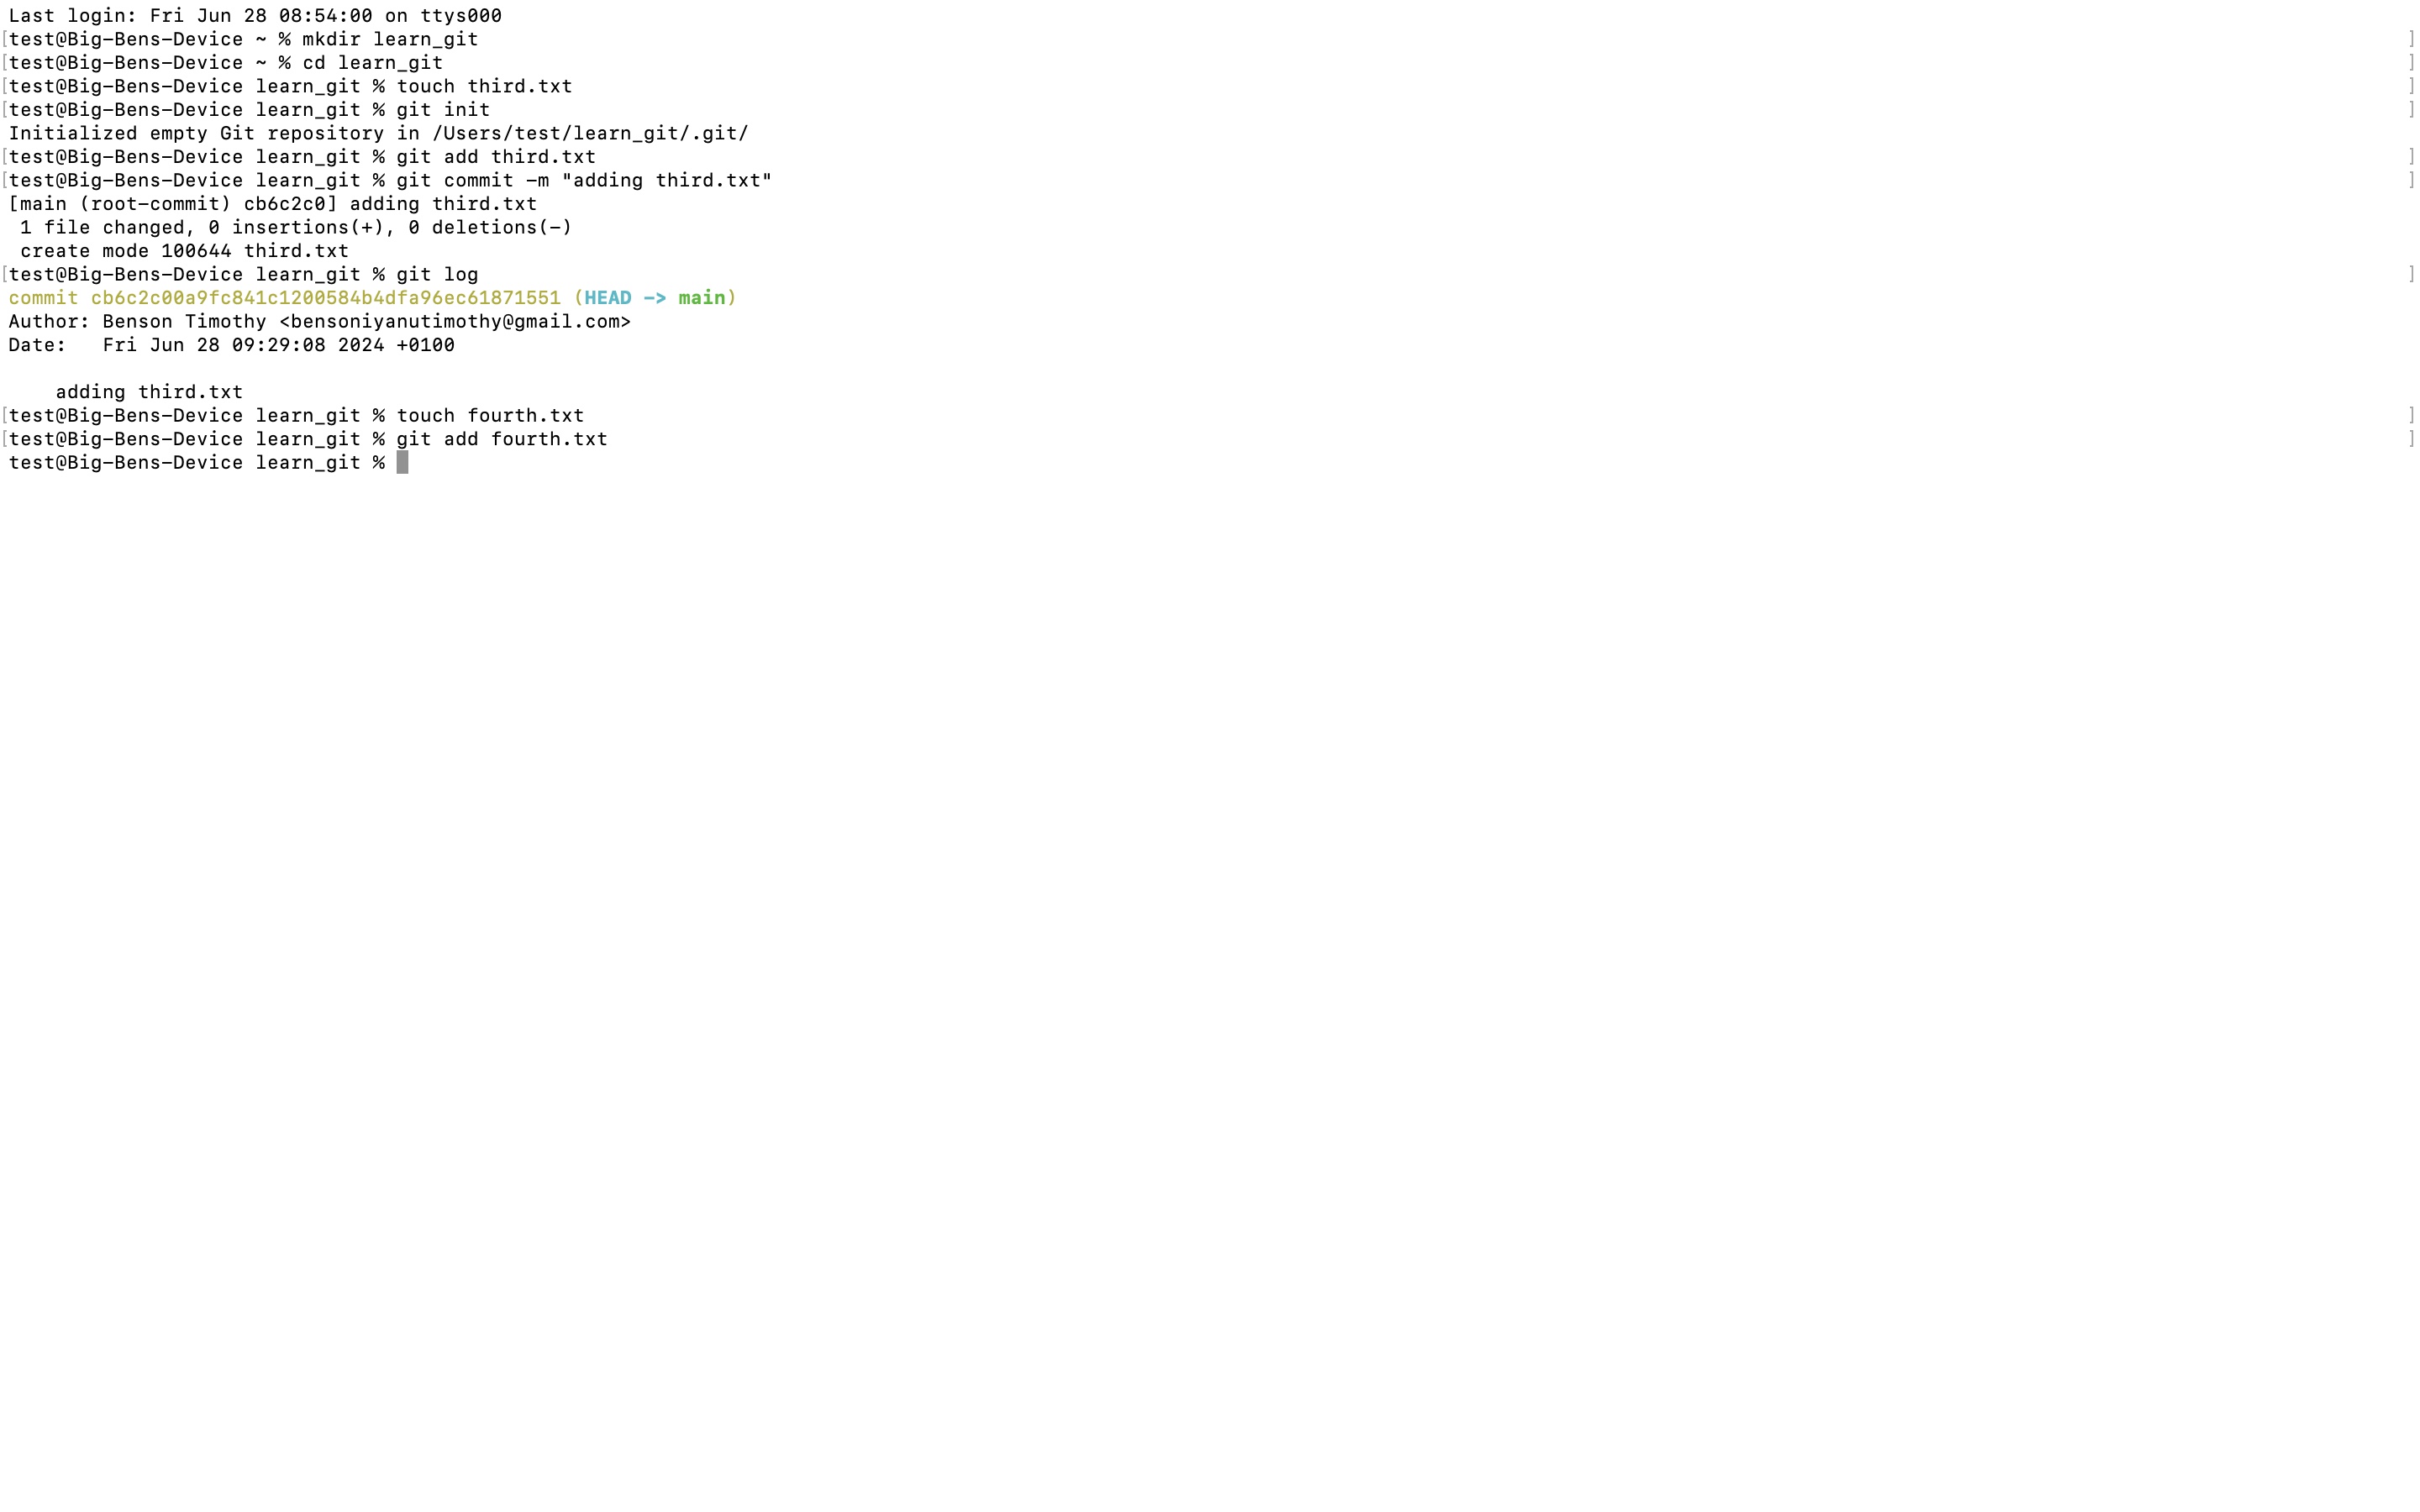 Last login: Fri Jun 28 08:54:00 on ttys000
[test@Big-Bens-Device ~ % mkdir learn_git ]
[test@Big-Bens-Device ~ % cd learn_git ]
[test@Big-Bens-Device learn_git % touch third.txt ]
[test@Big-Bens-Device learn_git % git init ]
Initialized empty Git repository in /Users/test/learn_git/.git/
[test@Big-Bens-Device learn_git % git add third.txt ]
[test@Big-Bens-Device learn_git % git commit -m "adding third.txt" ]
[main (root-commit) cb6c2c0] adding third.txt
 1 file changed, 0 insertions(+), 0 deletions(-)
 create mode 100644 third.txt
[test@Big-Bens-Device learn_git % git log ]
commit cb6c2c00a9fc841c1200584b4dfa96ec61871551 (HEAD -> main)
Author: Benson Timothy <bensoniyanutimothy@gmail.com>
Date:   Fri Jun 28 09:29:08 2024 +0100
    adding third.txt
[test@Big-Bens-Device learn_git % touch fourth.txt ]
[test@Big-Bens-Device learn_git % git add fourth.txt ]
test@Big-Bens-Device learn_git %